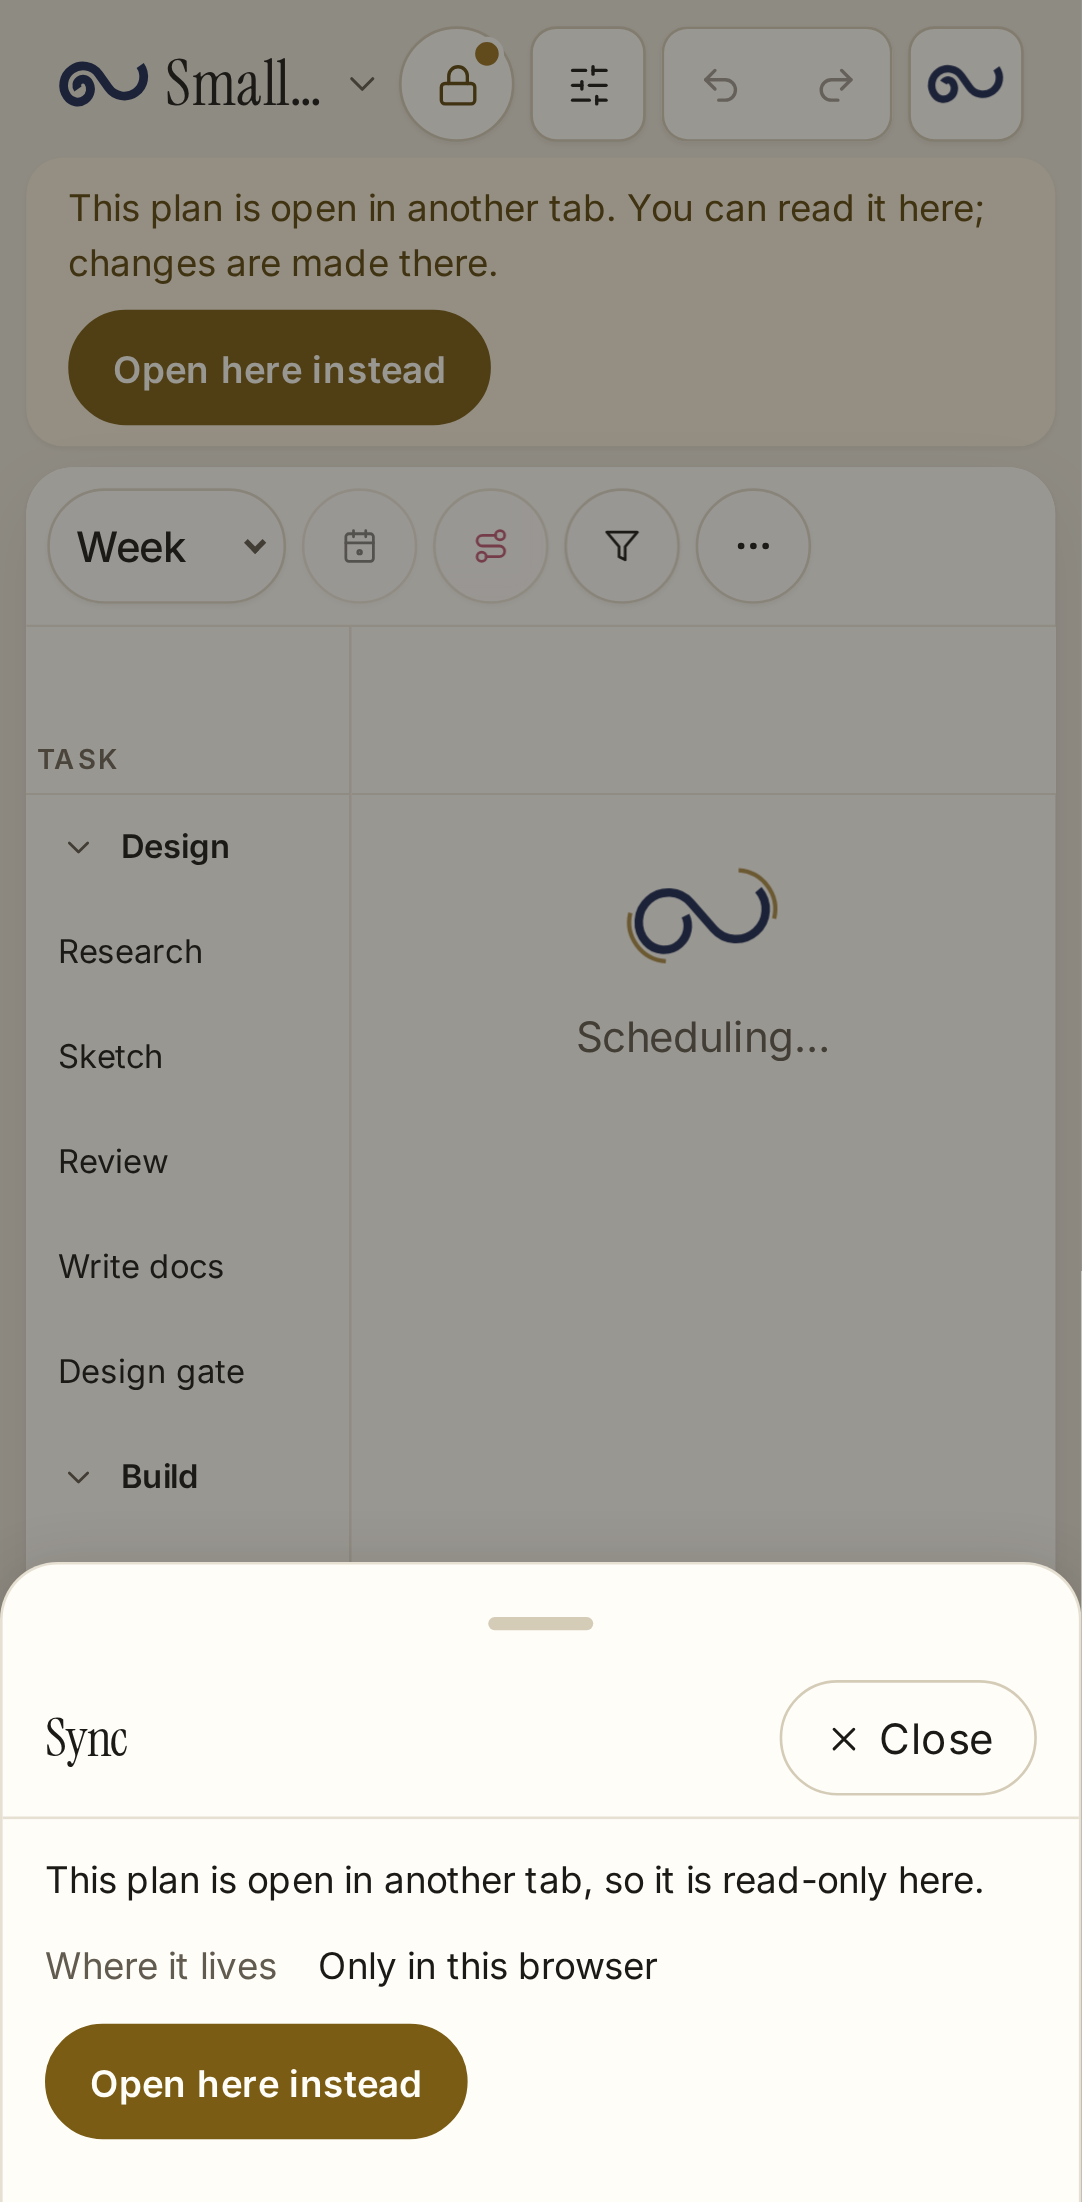 Small...
This plan is open in another tab. You can read it here;
changes are made there.
Open here instead
Week
TASK
Design
Research
Scheduling...
Sketch
Review
Write docs
Design gate
Build
Sync
Close
This plan is open in another tab, so it is read-only here.
Where it lives Only in this browser
Open here instead